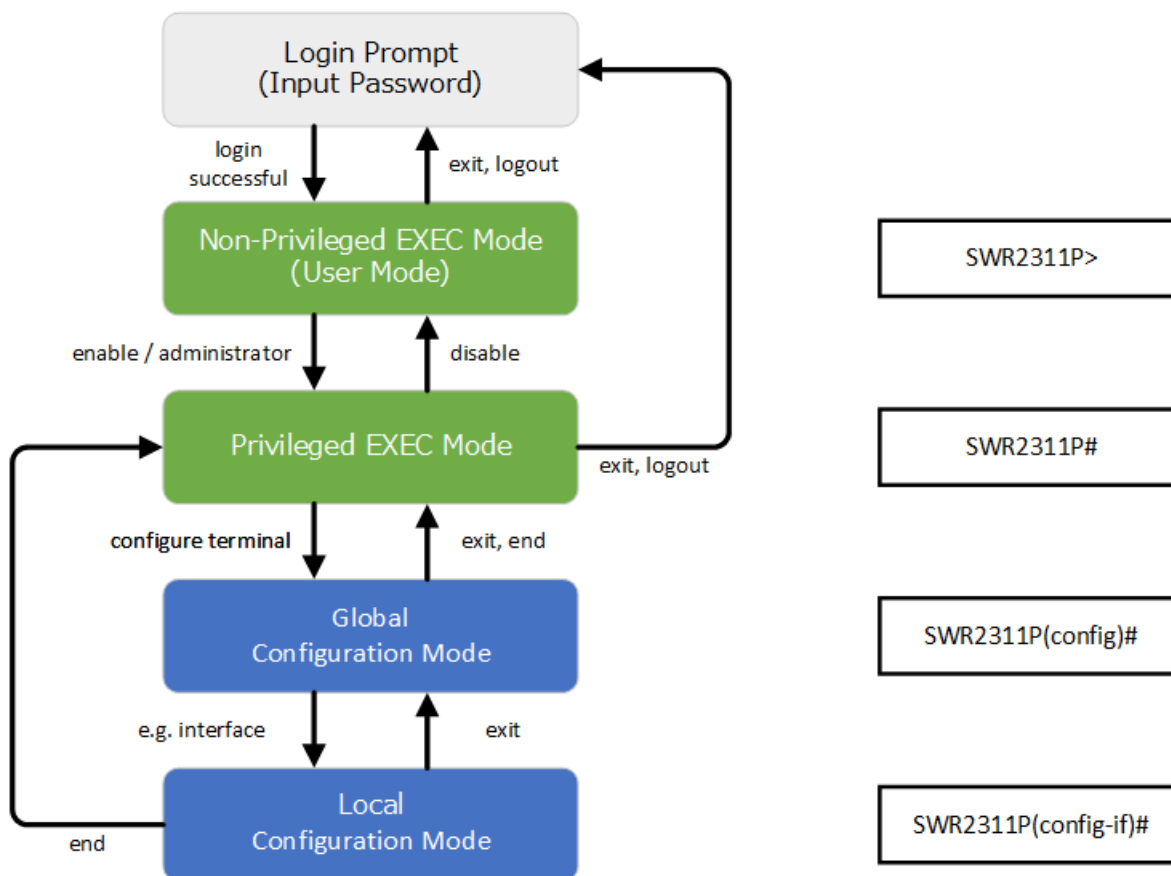 Login Prompt
(Input Password)
login
successful
exit, logout
Non-Privileged EXEC Mode
(User Mode)
SWR2311P>
enable / administrator
disable
Privileged EXEC Mode
exit, logout
SWR2311P#
configure terminal
exit, end
Global
Configuration Mode
SWR2311P(config)#
e.g. interface
exit
Local
Configuration Mode
end
SWR2311P(config-if)#